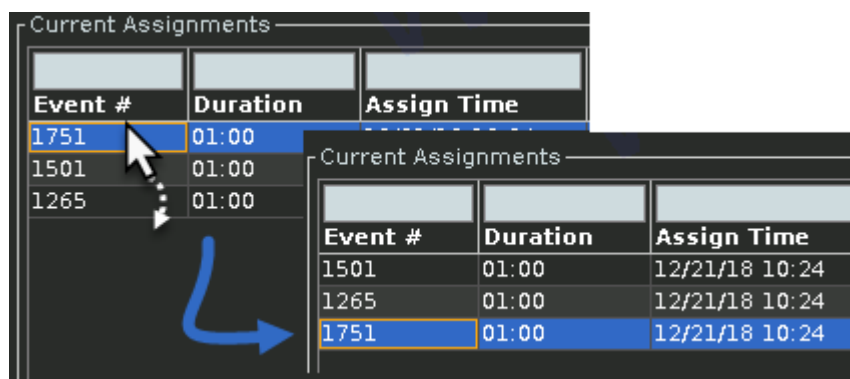 Current Assignments
Event # Duration Assign Time
1751 01:00
1501 01:00
1265 01:00
Current Assignments
Event # Duration Assign Time
1501 01:00 12/21/18 10:24
1265 01:00 12/21/18 10:24
1751 01:00 12/21/18 10:24